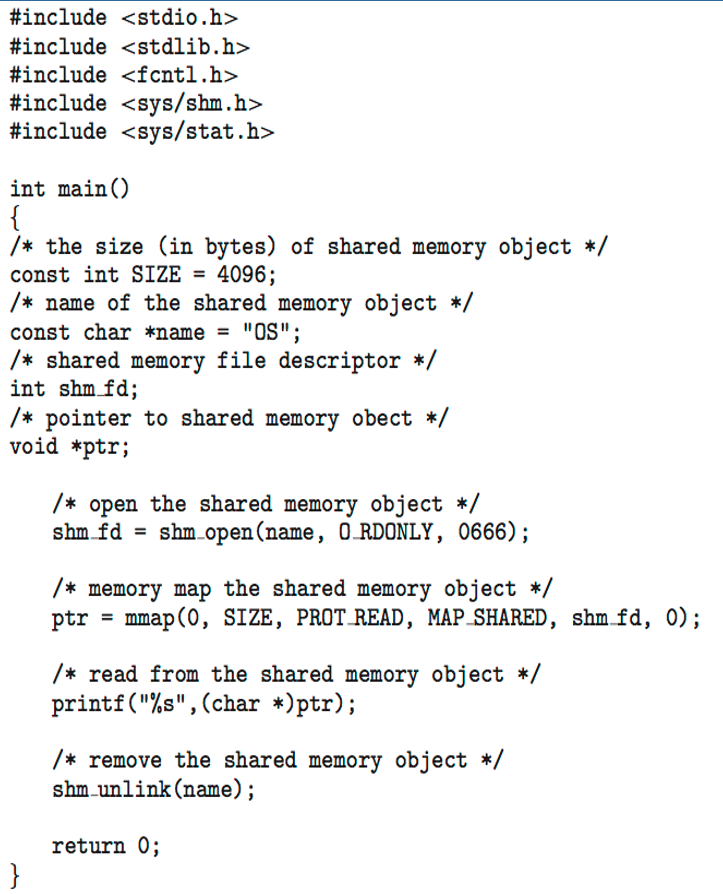 #include <stdio.h>
#include <stdlib.h>
#include <fcntl.h>
#include <sys/shm.h>
#include <sys/stat.h>
int main()
{
/* the size (in bytes) of shared memory object */
const int SIZE = 4096;
/* name of the shared memory object */
const char *name = "OS";
/* shared memory file descriptor */
int shm_fd;
/* pointer to shared memory obect */
void *ptr;
/* open the shared memory object */
shm_fd = shm_open(name, O_RDONLY, 0666);
/* memory map the shared memory object */
ptr = mmap(0, SIZE, PROT_READ, MAP_SHARED, shm_fd, 0);
/* read from the shared memory object */
printf("%s",(char *)ptr);
/* remove the shared memory object */
shm_unlink(name);
return 0;
}